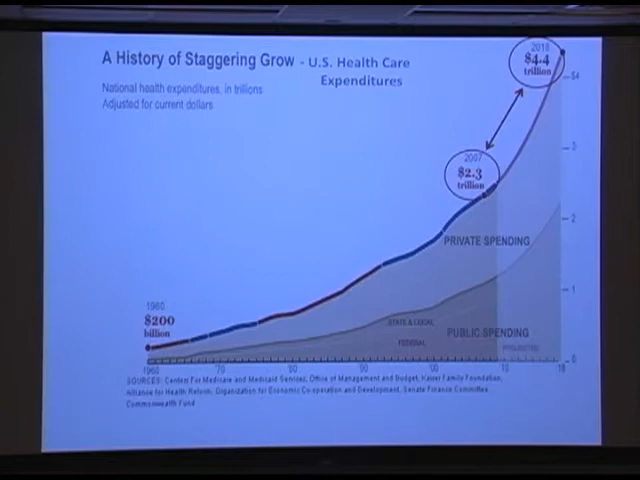 A History of Staggering Grow - U.S. Health Care
Expenditures
National health expenditures, in trillions
Adjusted for current dollars
2018
$4.4
trillion
$4
3
2007
$2.3
trillion
2
PRIVATE SPENDING
1
1960
$200
billion
STATE & LOCAL
PUBLIC SPENDING
FEDERAL
PROJECTED
0
1960 '70 '80 '90 '00 '10 '18
SOURCES: Centers For Medicare and Medicaid Services, Office of Management and Budget, Kaiser Family Foundation,
Alliance for Health Reform, Organization for Economic Co-operation and Development, Senate Finance Committee
Commonwealth Fund